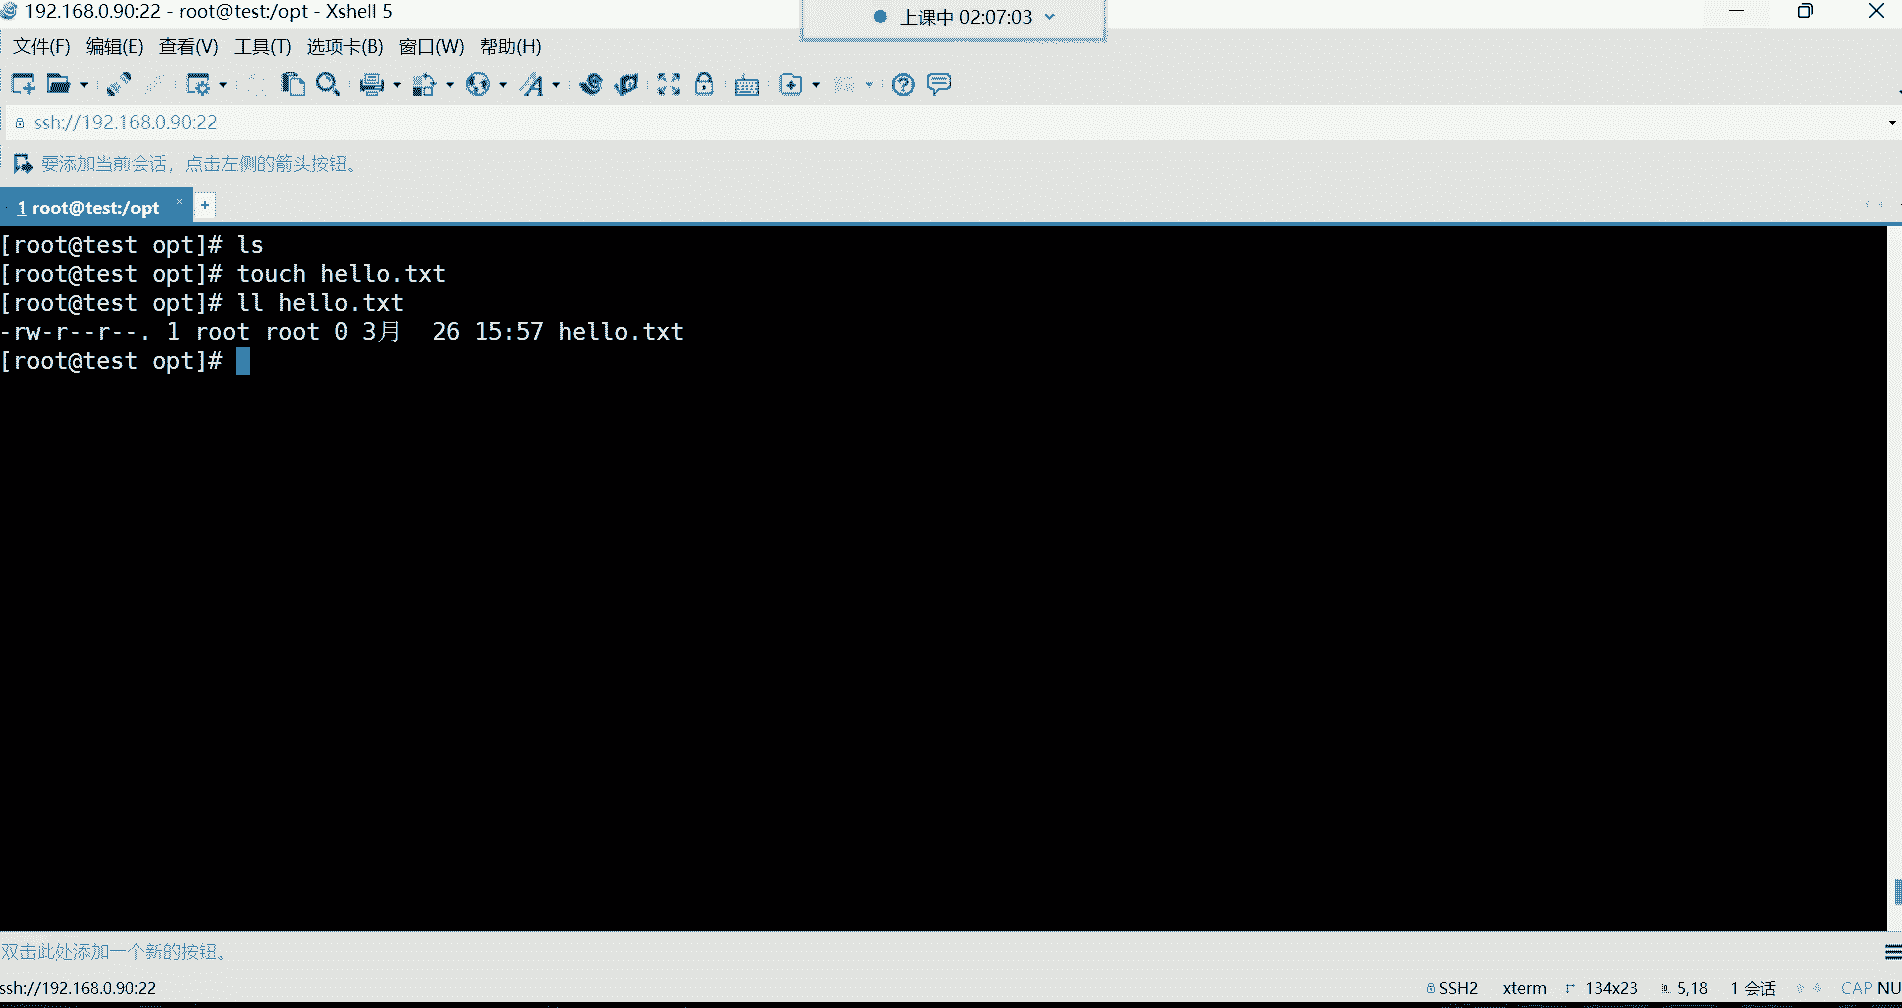 192.168.0.90:22 - root@test:/opt - Xshell 5
上课中 02:07:03
文件(F) 编辑(E) 查看(V) 工具(T) 选项卡(B) 窗口(W) 帮助(H)
ssh://192.168.0.90:22
要添加当前会话，点击左侧的箭头按钮。
1 root@test:/opt × +
[root@test opt]# ls
[root@test opt]# touch hello.txt
[root@test opt]# ll hello.txt
-rw-r--r--. 1 root root 0 3月  26 15:57 hello.txt
[root@test opt]#
双击此处添加一个新的按钮。
ssh://192.168.0.90:22 SSH2 xterm 134x23 5,18 1 会话 CAP NU